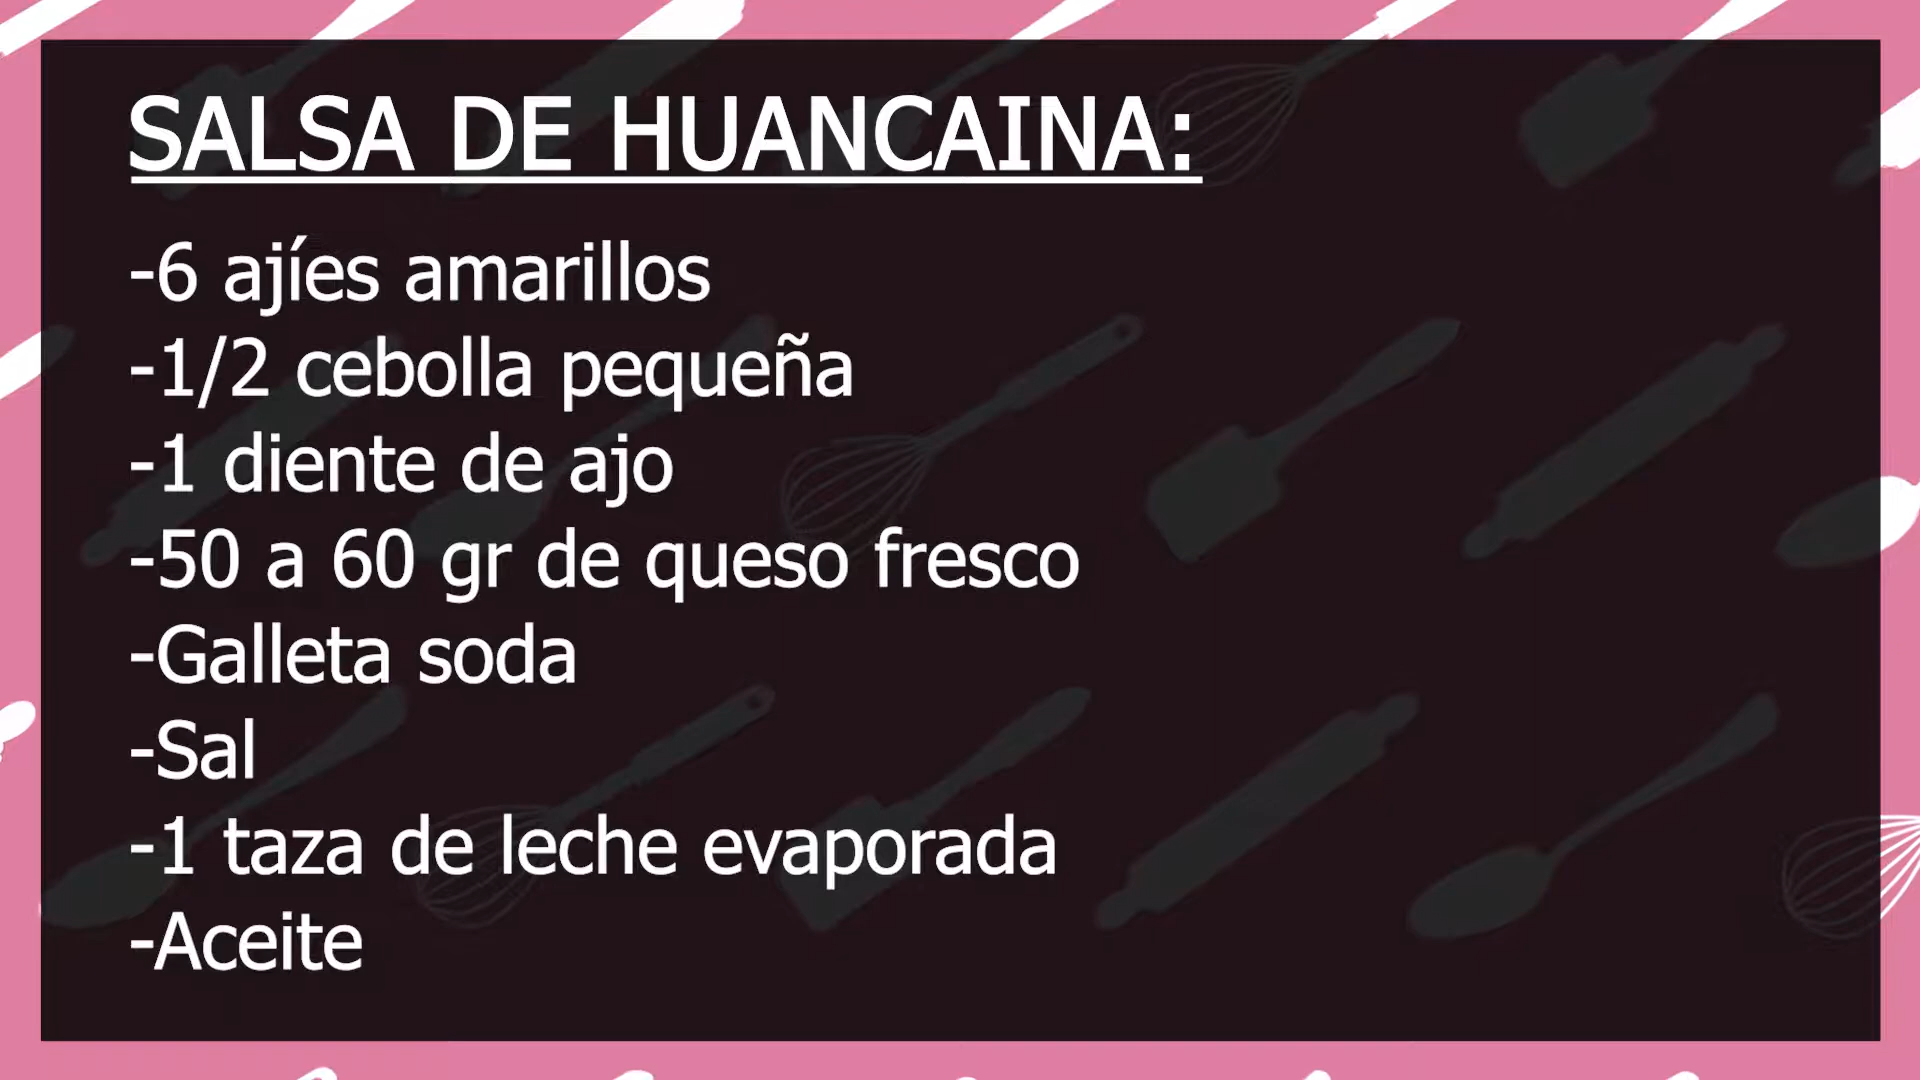 SALSA DE HUANCAINA:
-6 ajíes amarillos
-1/2 cebolla pequeña
-1 diente de ajo
-50 a 60 gr de queso fresco
-Galleta soda
-Sal
-1 taza de leche evaporada
-Aceite